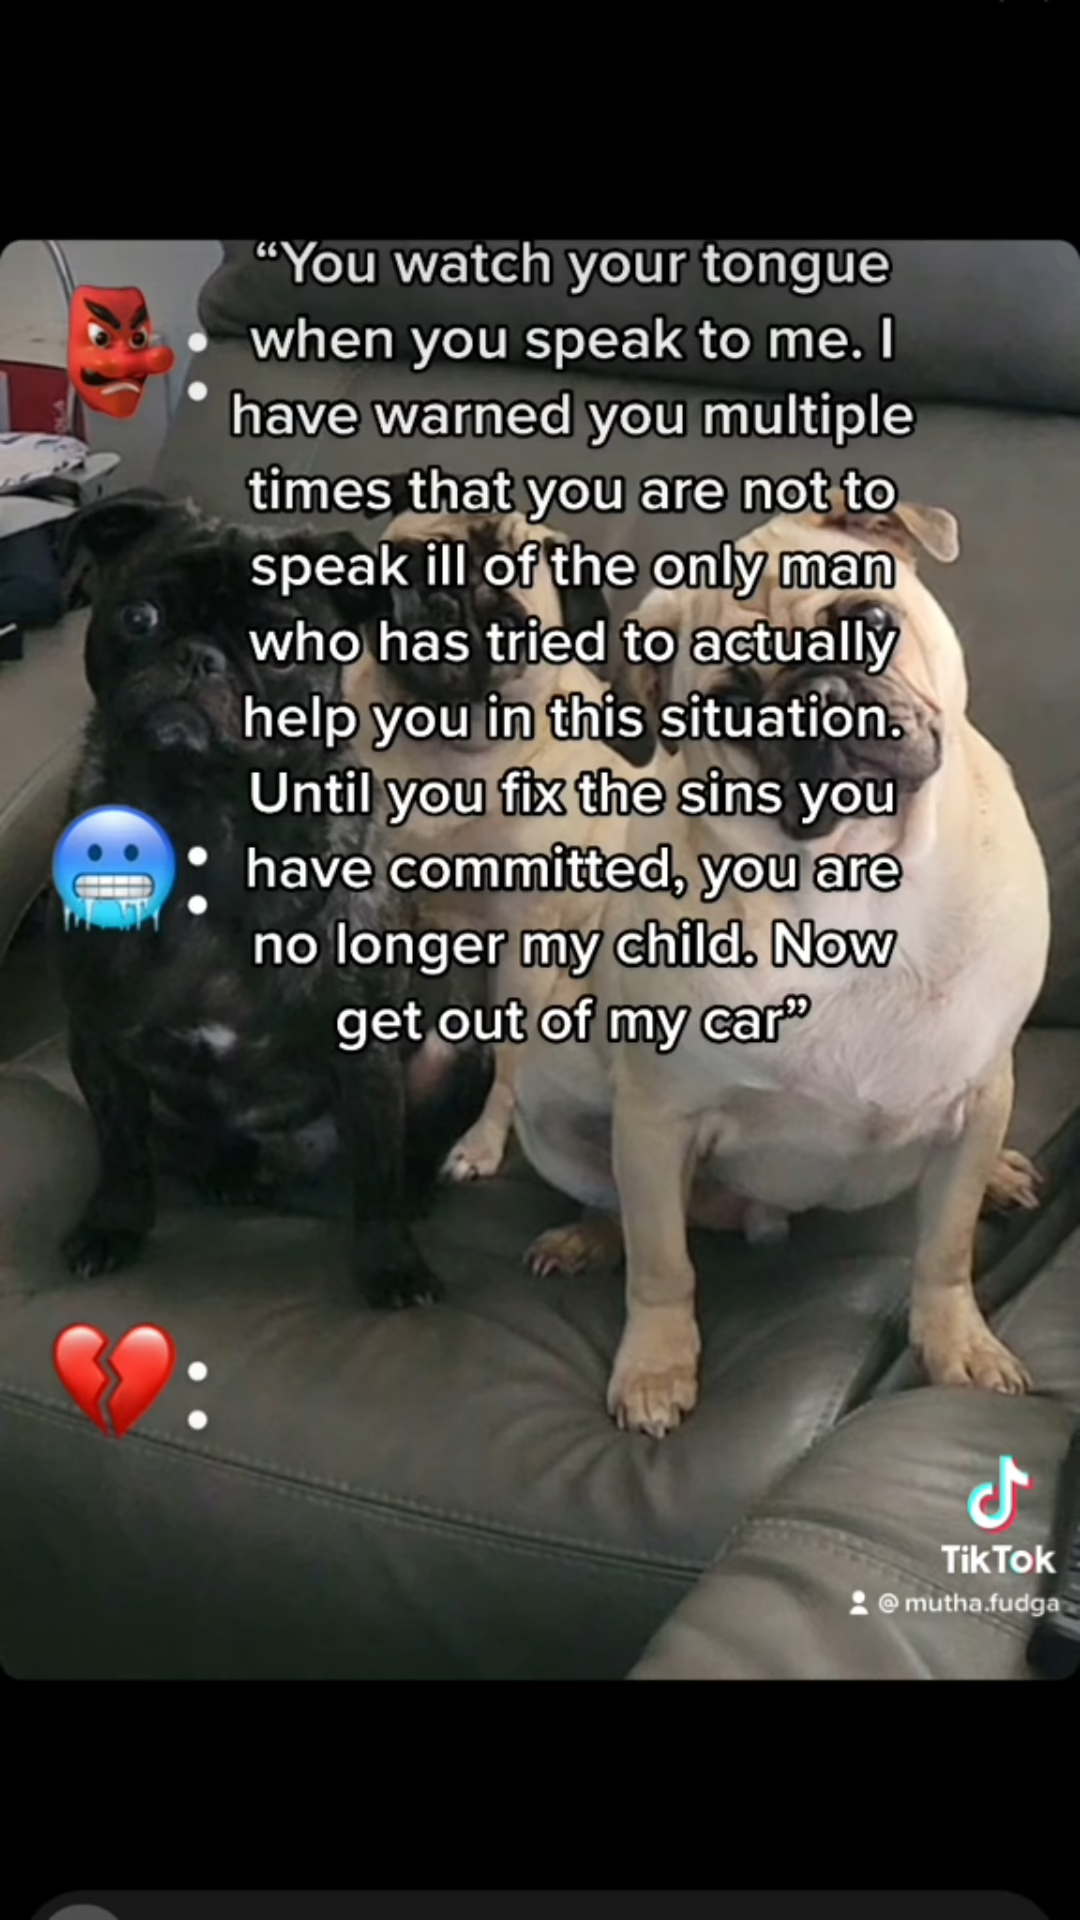 “You watch your tongue
when you speak to me. I
have warned you multiple
times that you are not to
speak ill of the only man
who has tried to actually
help you in this situation.
Until you fix the sins you
have committed, you are
no longer my child. Now
get out of my car”
:
:
:
TikTok
@mutha.fudga